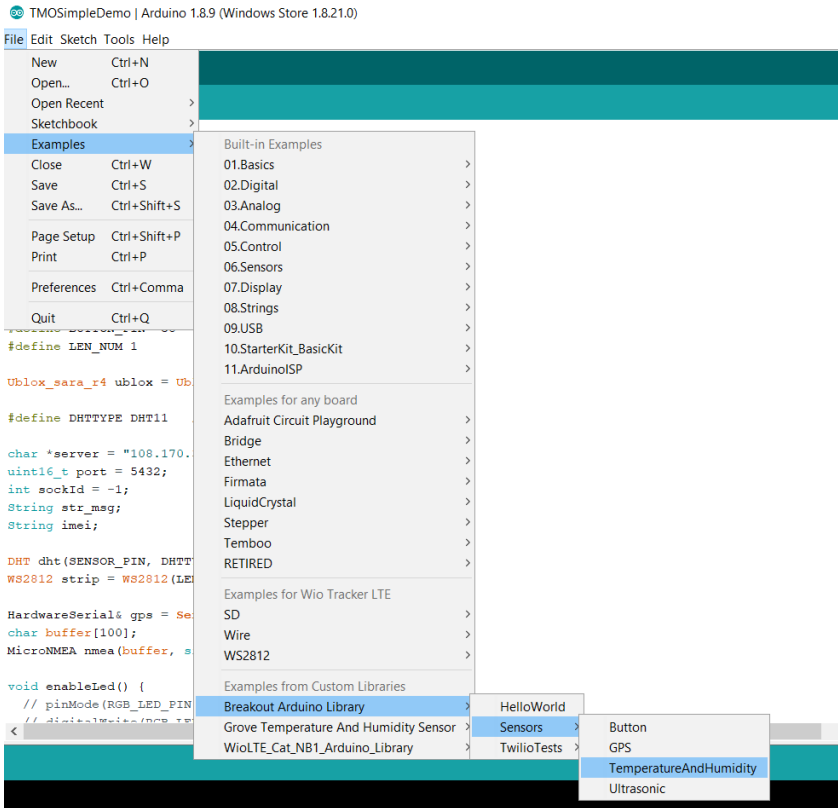 TMOSimpleDemo | Arduino 1.8.9 (Windows Store 1.8.21.0)
File Edit Sketch Tools Help
New Ctrl+N
Open... Ctrl+O
Open Recent
Sketchbook
Examples
Close Ctrl+W
Save Ctrl+S
Save As... Ctrl+Shift+S
Page Setup Ctrl+Shift+P
Print Ctrl+P
Preferences Ctrl+Comma
Quit Ctrl+Q
Built-in Examples
01.Basics
02.Digital
03.Analog
04.Communication
05.Control
06.Sensors
07.Display
08.Strings
09.USB
10.StarterKit_BasicKit
11.ArduinoISP
Examples for any board
Adafruit Circuit Playground
Bridge
Ethernet
Firmata
LiquidCrystal
Stepper
Temboo
RETIRED
Examples for Wio Tracker LTE
SD
Wire
WS2812
Examples from Custom Libraries
Breakout Arduino Library
Grove Temperature And Humidity Sensor
WioLTE_Cat_NB1_Arduino_Library
HelloWorld
Sensors
TwilioTests
Button
GPS
TemperatureAndHumidity
Ultrasonic
#define LEN_NUM 1
Ublox_sara_r4 ublox = Ub
#define DHTTYPE DHT11
char *server = "108.170.
uint16_t port = 5432;
int sockId = -1;
String str_msg;
String imei;
DHT dht(SENSOR_PIN, DHTT
WS2812 strip = WS2812(LE
HardwareSerial& gps = Se
char buffer[100];
MicroNMEA nmea(buffer, s
void enableLed() {
// pinMode(RGB_LED_PIN